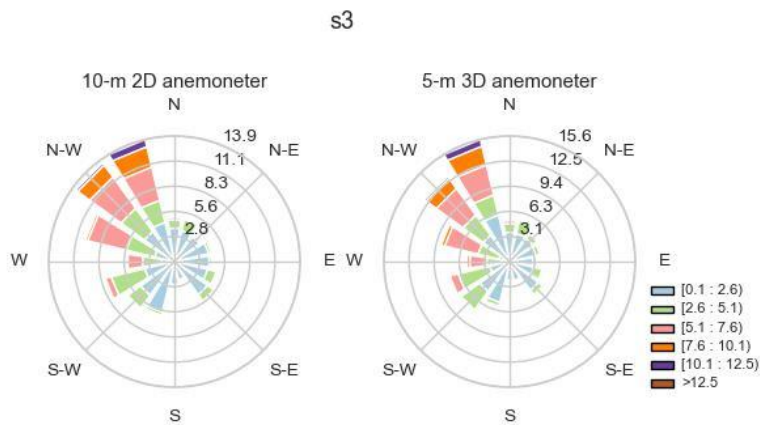 s3
10-m 2D anemoneter
N
N-E
E
S-E
S
S-W
W
N-W
13.9
11.1
8.3
5.6
2.8
5-m 3D anemoneter
N
N-E
E
S-E
S
S-W
W
N-W
15.6
12.5
9.4
6.3
3.1
[0.1 : 2.6)
[2.6 : 5.1)
[5.1 : 7.6)
[7.6 : 10.1)
[10.1 : 12.5)
>12.5